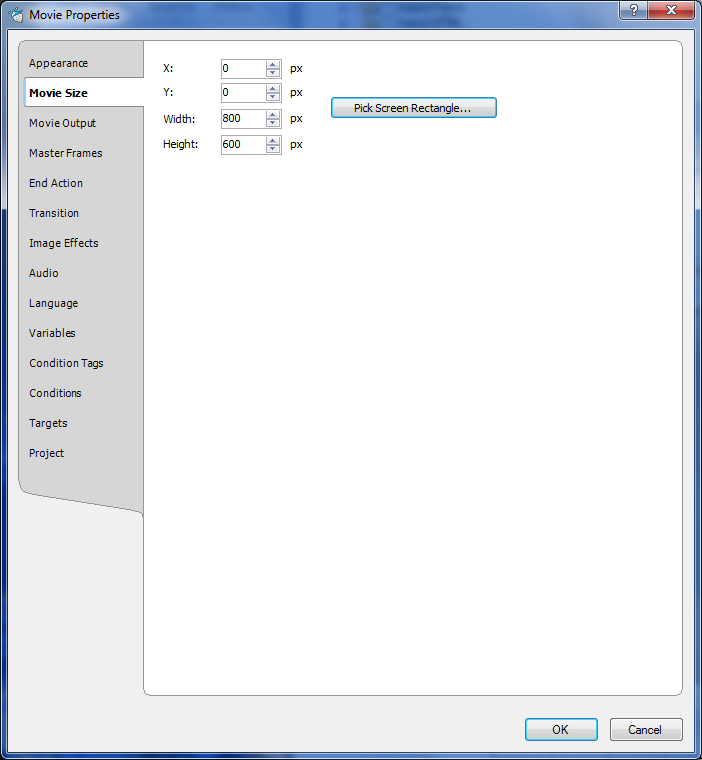 Movie Properties
?
Appearance
Movie Size
Movie Output
Master Frames
End Action
Transition
Image Effects
Audio
Language
Variables
Condition Tags
Conditions
Targets
Project
X: 0 px
Y: 0 px
Pick Screen Rectangle...
Width: 800 px
Height: 600 px
OK Cancel